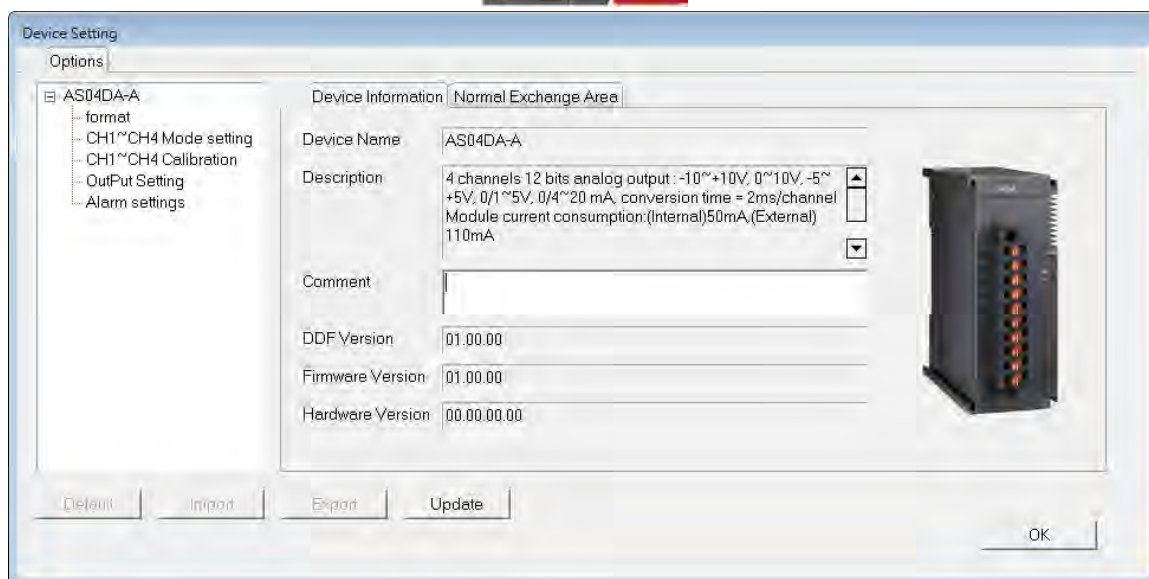 Device Setting
Options
AS04DA-A
format
CH1~CH4 Mode setting
CH1~CH4 Calibration
OutPut Setting
Alarm settings
Device Information Normal Exchange Area
Device Name AS04DA-A
Description 4 channels 12 bits analog output : -10~+10V, 0~10V, -5~
+5V, 0/1~5V, 0/4~20 mA, conversion time = 2ms/channel
Module current consumption:(Internal)50mA,(External)
110mA
Comment
DDF Version 01.00.00
Firmware Version 01.00.00
Hardware Version 00.00.00.00
Default Import Export Update
OK